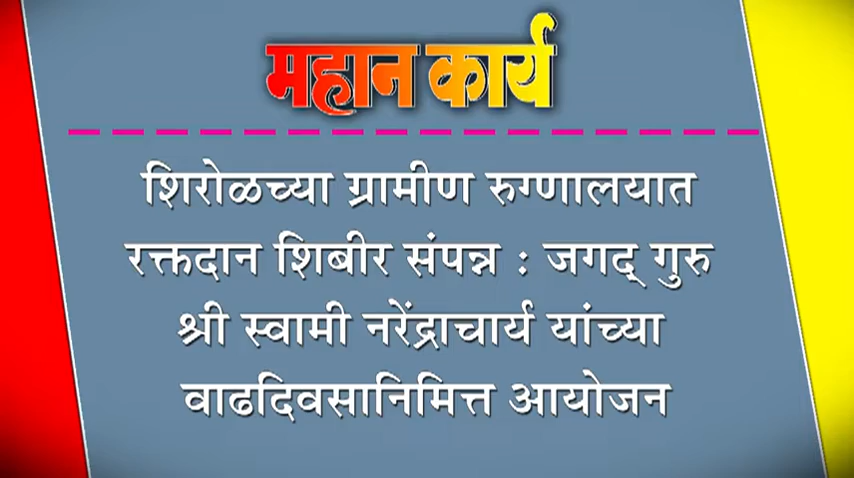 महान कार्य
शिरोळच्या ग्रामीण रुग्णालयात
रक्तदान शिबीर संपन्न : जगद् गुरु
श्री स्वामी नरेंद्राचार्य यांच्या
वाढदिवसानिमित्त आयोजन